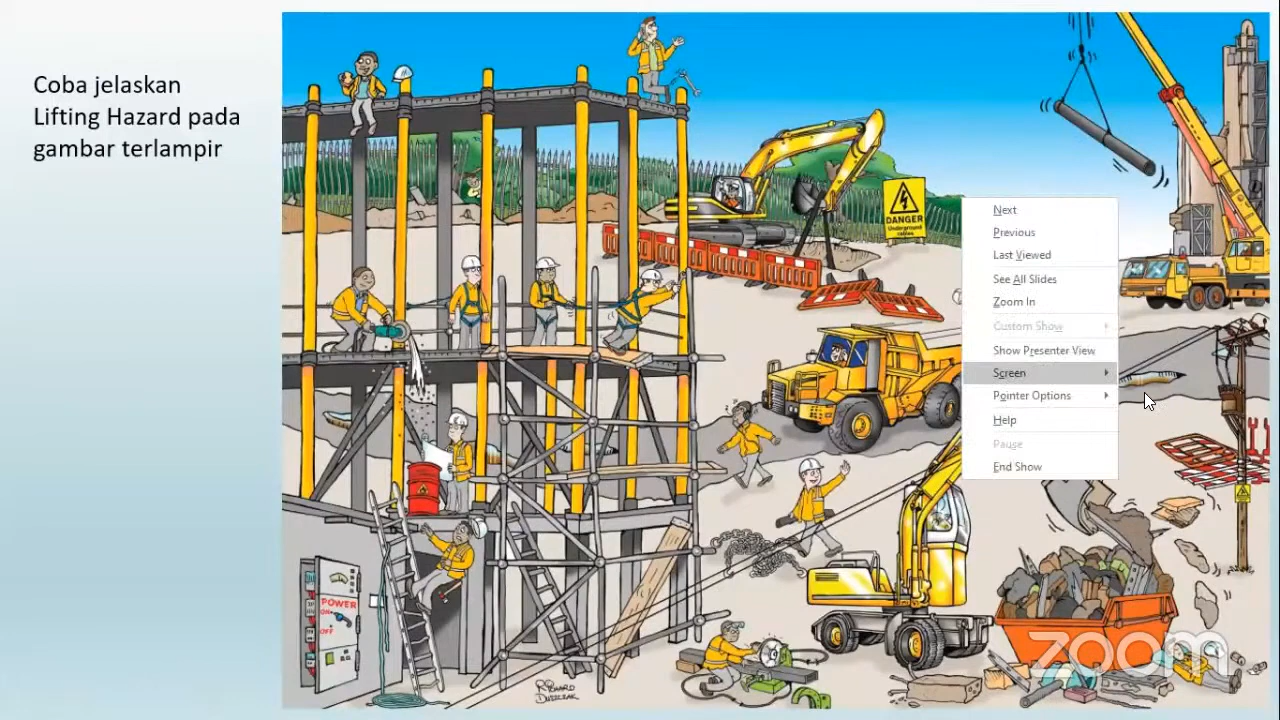 Coba jelaskan
Lifting Hazard pada
gambar terlampir
DANGER
Underground
cables
Next
Previous
Last Viewed
See All Slides
Zoom In
Custom Show
Show Presenter View
Screen
Pointer Options
Help
Pause
End Show
POWER
ON
OFF
zoom